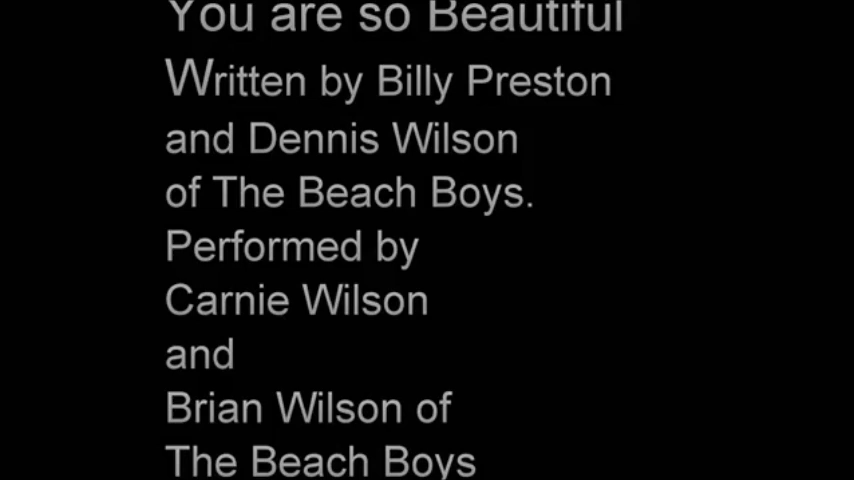 You are so Beautiful
Written by Billy Preston
and Dennis Wilson
of The Beach Boys.
Performed by
Carnie Wilson
and
Brian Wilson of
The Beach Boys